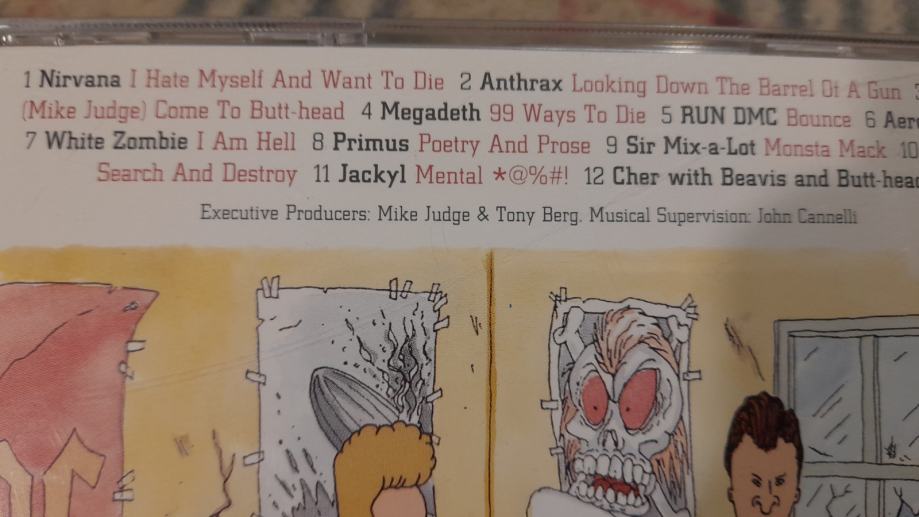 1 Nirvana I Hate Myself And Want To Die 2 Anthrax Looking Down The Barrel Of A Gun
(Mike Judge) Come To Butt-head 4 Megadeth 99 Ways To Die 5 RUN DMC Bounce 6
7 White Zombie I Am Hell 8 Primus Poetry And Prose 9 Sir Mix-a-Lot Monsta Mack 10
Search And Destroy 11 Jackyl Mental *@%#! 12 Cher with Beavis and Butt-head
Executive Producers: Mike Judge & Tony Berg. Musical Supervision: John Cannelli